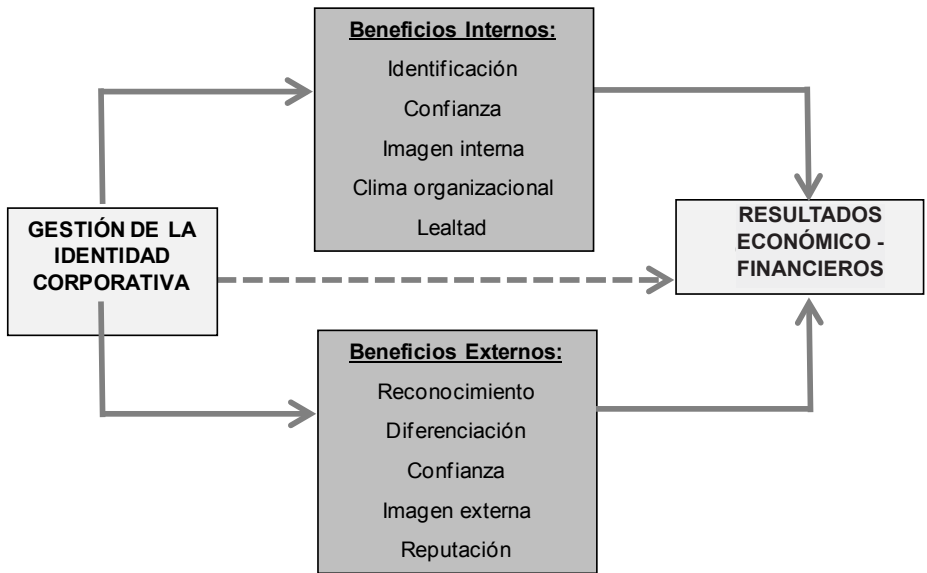 Beneficios Internos:
Identificación
Confianza
Imagen interna
Clima organizacional
Lealtad
GESTIÓN DE LA
IDENTIDAD
CORPORATIVA
RESULTADOS
ECONÓMICO -
FINANCIEROS
Beneficios Externos:
Reconocimiento
Diferenciación
Confianza
Imagen externa
Reputación